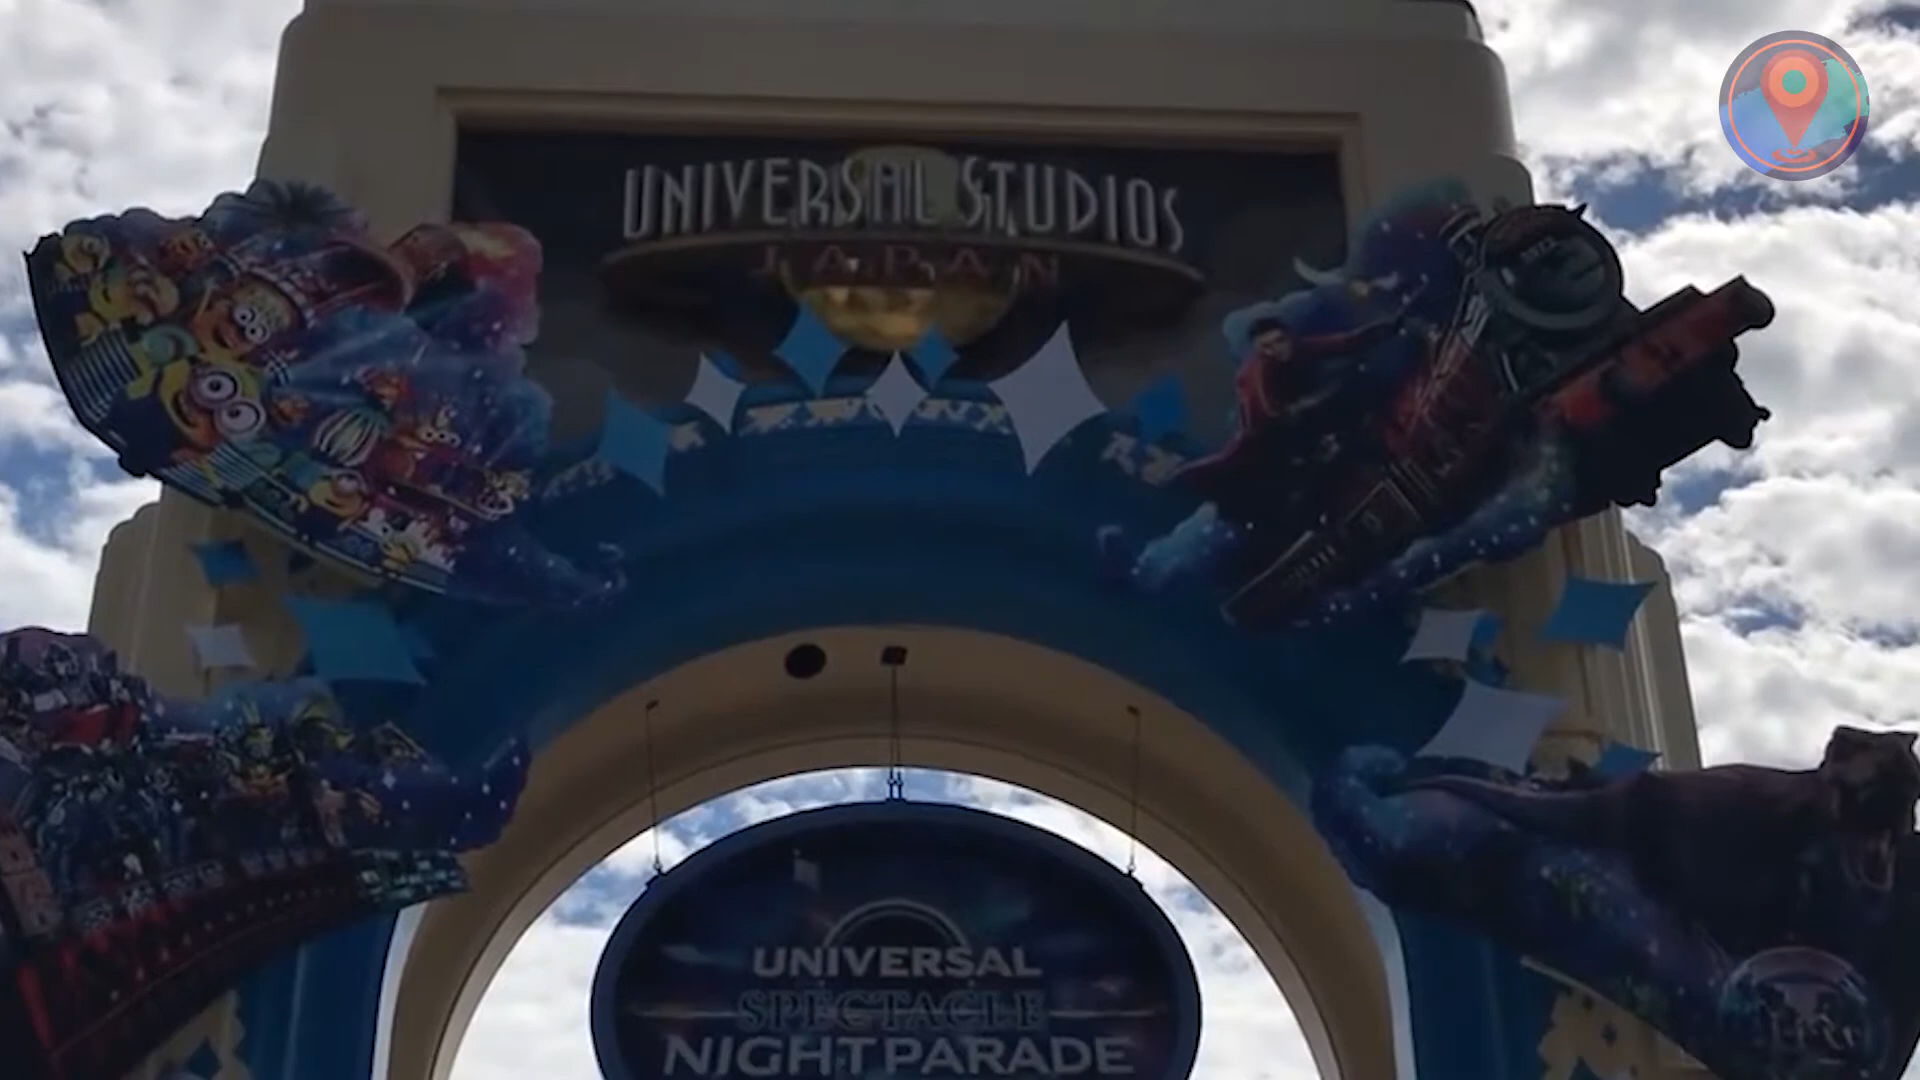 UNIVERSAL STUDIOS
JAPAN
UNIVERSAL
SPECTACLE
NIGHT PARADE